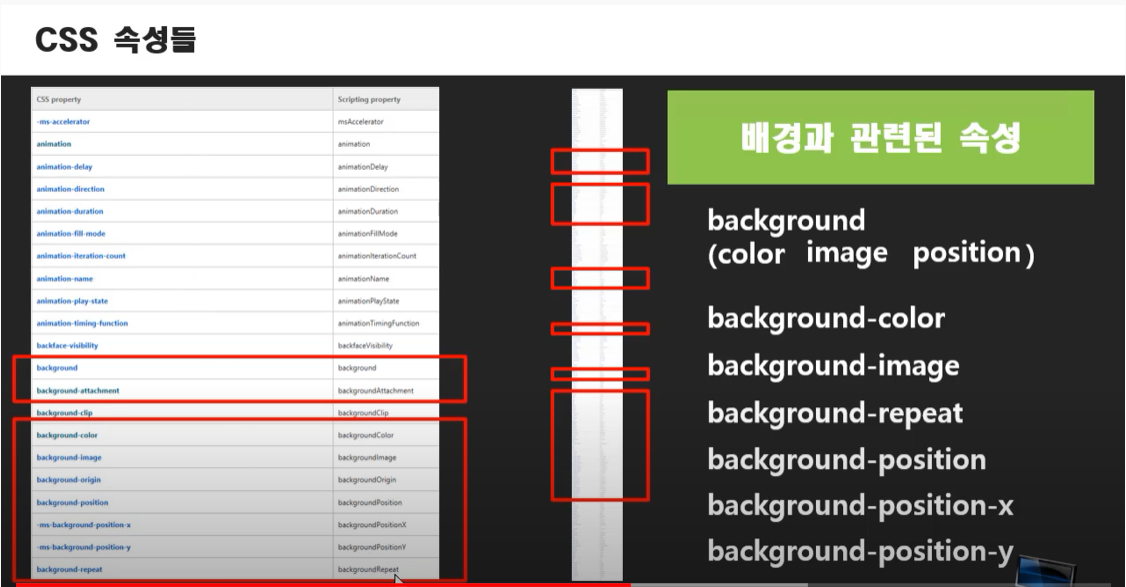 CSS 속성들
CSS property Scripting property
-ms-accelerator msAccelerator
animation animation
animation-delay animationDelay
animation-direction animationDirection
animation-duration animationDuration
animation-fill-mode animationFillMode
animation-iteration-count animationIterationCount
animation-name animationName
animation-play-state animationPlayState
animation-timing-function animationTimingFunction
backface-visibility backfaceVisibility
background background
background-attachment backgroundAttachment
background-clip backgroundClip
background-color backgroundColor
background-image backgroundImage
background-origin backgroundOrigin
background-position backgroundPosition
-ms-background-position-x backgroundPositionX
-ms-background-position-y backgroundPositionY
background-repeat backgroundRepeat
배경과 관련된 속성
background
(color image position)
background-color
background-image
background-repeat
background-position
background-position-x
background-position-y